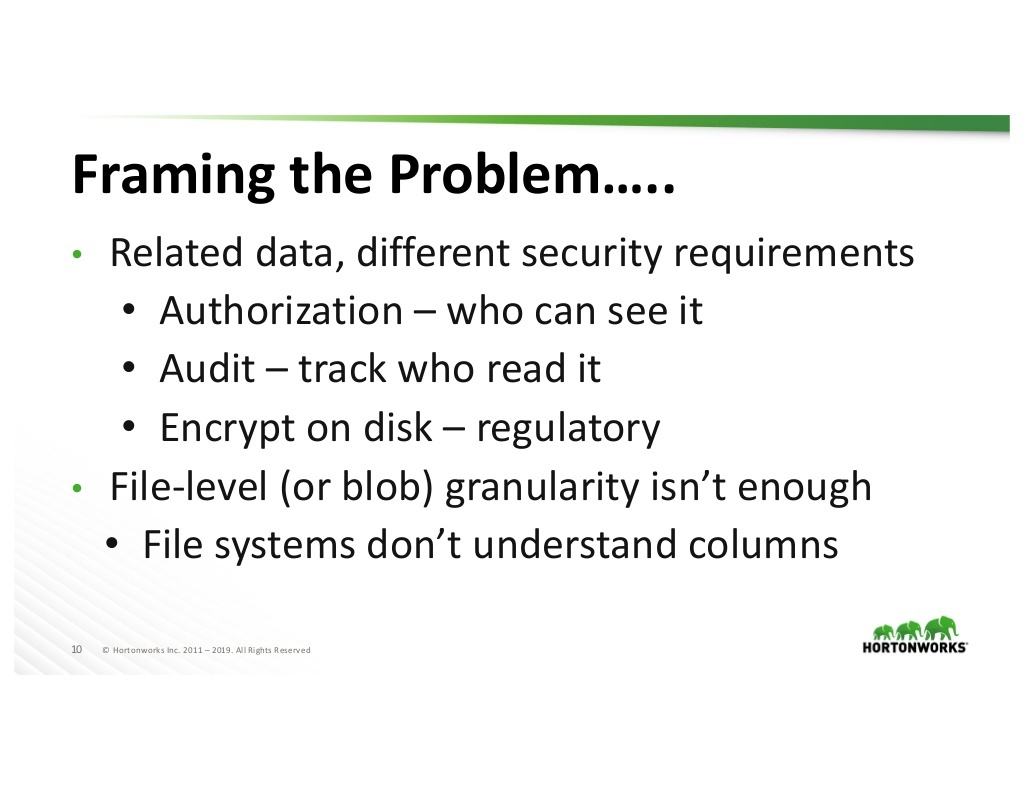 Framing the Problem…..
• Related data, different security requirements
• Authorization – who can see it
• Audit – track who read it
• Encrypt on disk – regulatory
• File-level (or blob) granularity isn’t enough
• File systems don’t understand columns
10 © Hortonworks Inc. 2011 – 2019. All Rights Reserved
HORTONWORKS